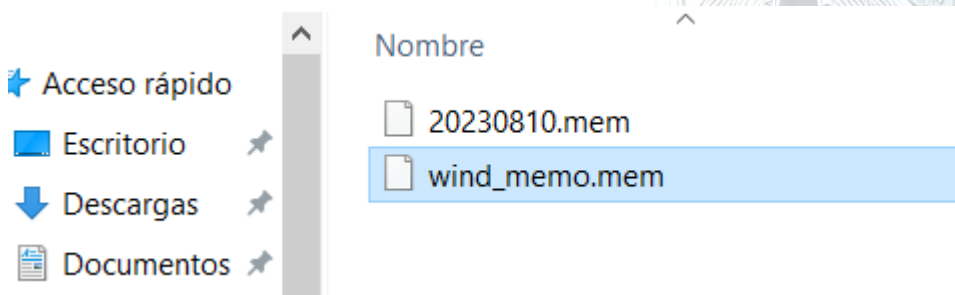 Acceso rápido
Escritorio
Descargas
Documentos
Nombre
20230810.mem
wind_memo.mem